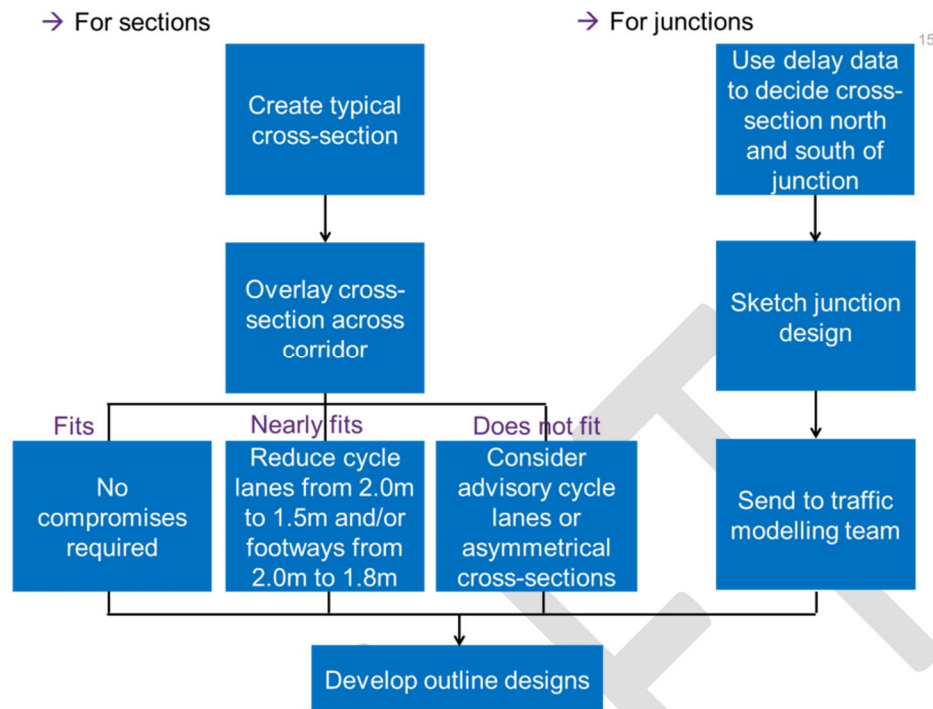 → For sections
→ For junctions
15
Create typical
cross-section
Use delay data
to decide cross-
section north
and south of
junction
Overlay cross-
section across
corridor
Sketch junction
design
Fits
Nearly fits
Does not fit
No
compromises
required
Reduce cycle
lanes from 2.0m
to 1.5m and/or
footways from
2.0m to 1.8m
Consider
advisory cycle
lanes or
asymmetrical
cross-sections
Send to traffic
modelling team
Develop outline designs